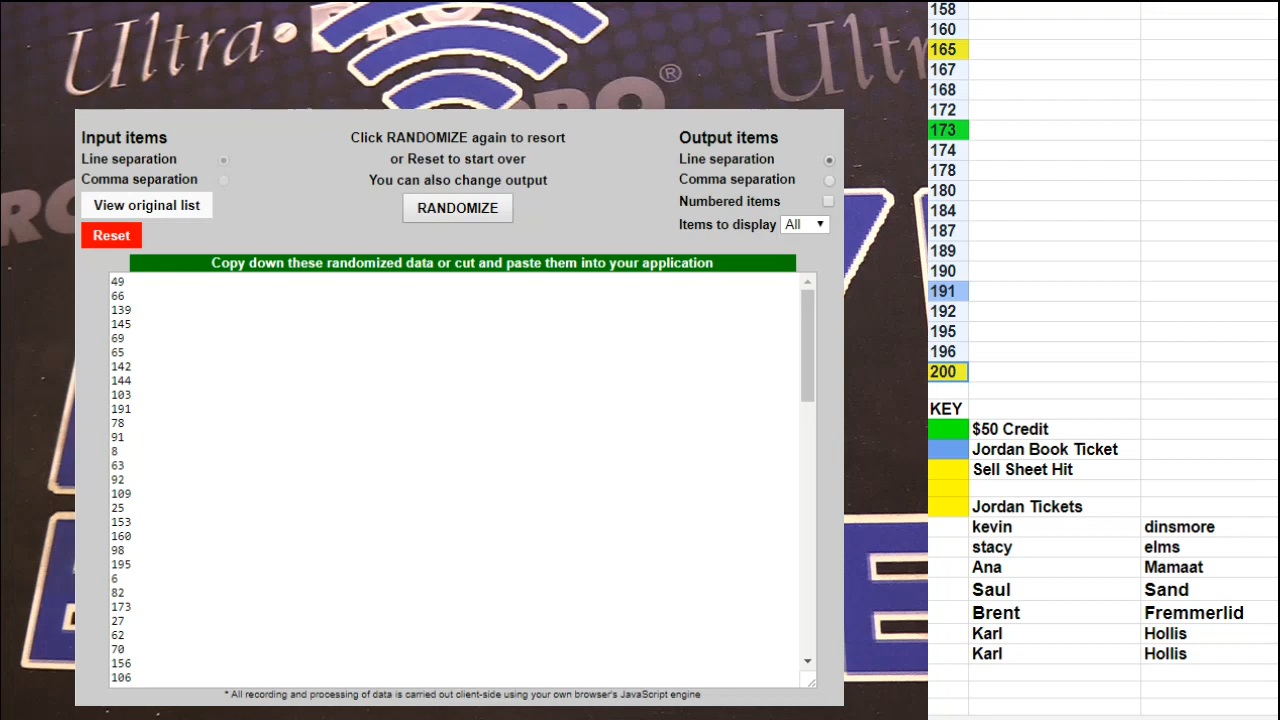 Ultra PRO
PRO®
Ultra
Input items
Line separation
Comma separation
View original list
Reset
Click RANDOMIZE again to resort
or Reset to start over
You can also change output
RANDOMIZE
Output items
Line separation
Comma separation
Numbered items
Items to display All
Copy down these randomized data or cut and paste them into your application
49
66
139
145
69
65
142
144
103
191
78
91
8
63
92
109
25
153
160
98
195
6
82
173
27
62
70
156
106
* All recording and processing of data is carried out client-side using your own browser's JavaScript engine
158
160
165
167
168
172
173
174
178
180
184
187
189
190
191
192
195
196
200
KEY
$50 Credit
Jordan Book Ticket
Sell Sheet Hit
Jordan Tickets
kevin dinsmore
stacy elms
Ana Mamaat
Saul Sand
Brent Fremmerlid
Karl Hollis
Karl Hollis